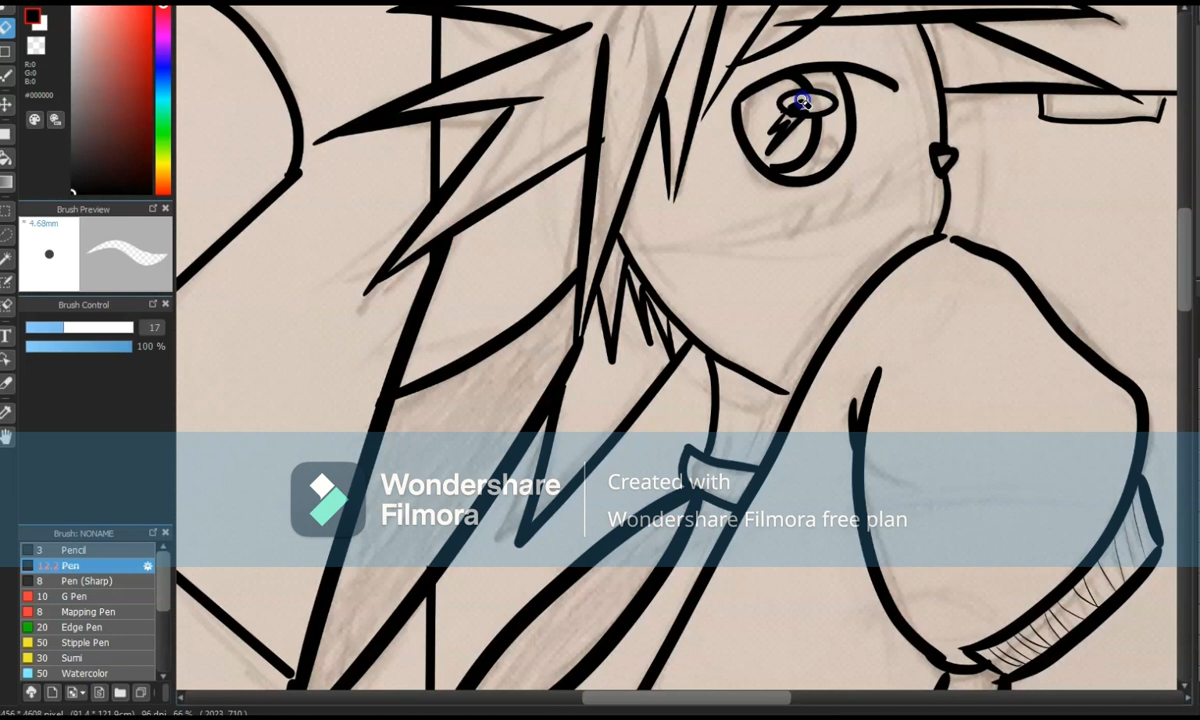 R:0
G:0
B:0
#000000
Brush Preview
* 4.68mm
Brush Control
17
100 %
T
Wondershare
Filmora
Created with
Wondershare Filmora free plan
Brush: NONAME
3 Pencil
12.2 Pen
8 Pen (Sharp)
10 G Pen
8 Mapping Pen
20 Edge Pen
50 Stipple Pen
30 Sumi
50 Watercolor